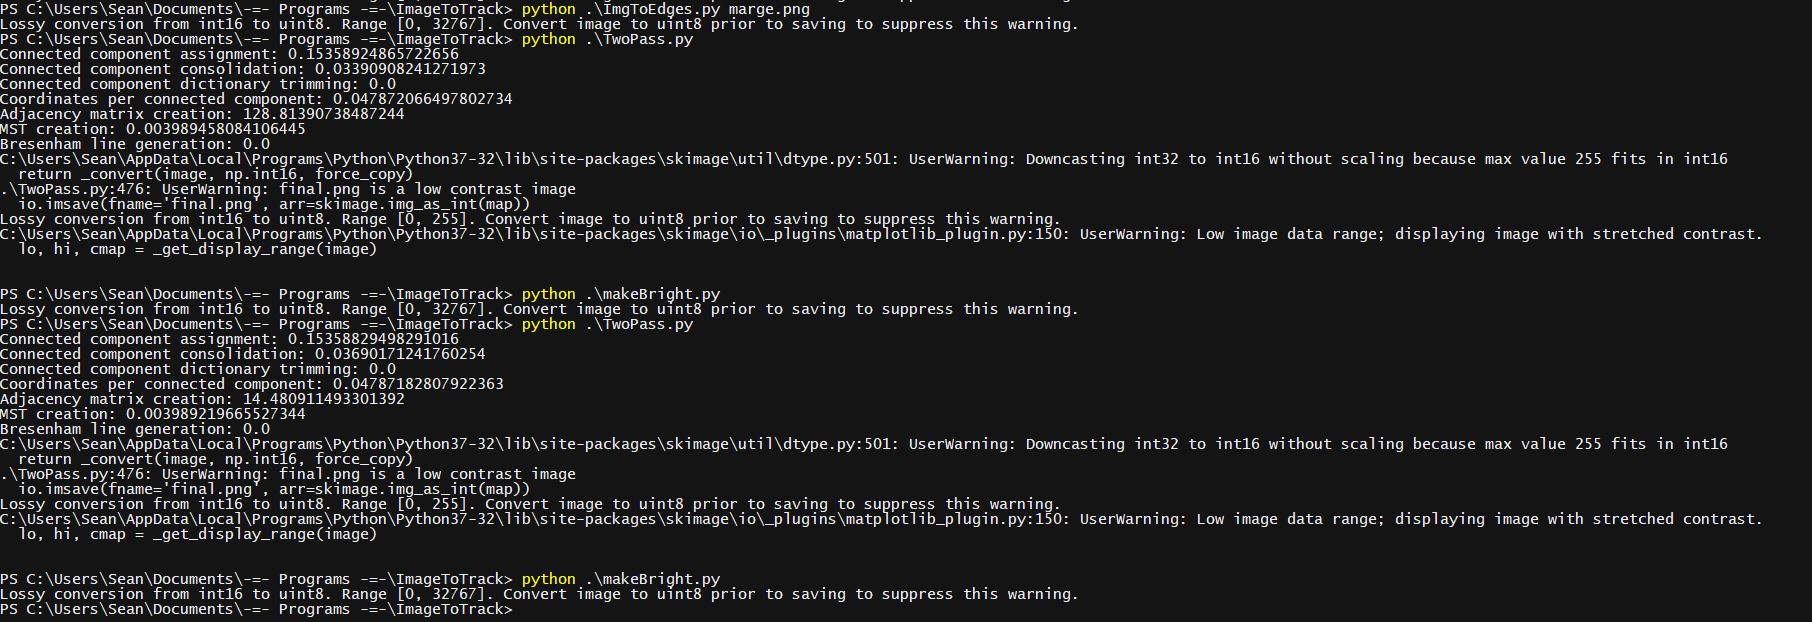 PS C:\Users\Sean\Documents\-=- Programs -=-\ImageToTrack> python .\ImgToEdges.py marge.png
Lossy conversion from int16 to uint8. Range [0, 32767]. Convert image to uint8 prior to saving to suppress this warning.
PS C:\Users\Sean\Documents\-=- Programs -=-\ImageToTrack> python .\TwoPass.py
Connected component assignment: 0.15358924865722656
Connected component consolidation: 0.03390908241271973
Connected component dictionary trimming: 0.0
Coordinates per connected component: 0.047872066497802734
Adjacency matrix creation: 128.81390738487244
MST creation: 0.003989458084106445
Bresenham line generation: 0.0
C:\Users\Sean\AppData\Local\Programs\Python\Python37-32\lib\site-packages\skimage\util\dtype.py:501: UserWarning: Downcasting int32 to int16 without scaling because max value 255 fits in int16
  return _convert(image, np.int16, force_copy)
.\TwoPass.py:476: UserWarning: final.png is a low contrast image
  io.imsave(fname='final.png', arr=skimage.img_as_int(map))
Lossy conversion from int16 to uint8. Range [0, 255]. Convert image to uint8 prior to saving to suppress this warning.
C:\Users\Sean\AppData\Local\Programs\Python\Python37-32\lib\site-packages\skimage\io\_plugins\matplotlib_plugin.py:150: UserWarning: Low image data range; displaying image with stretched contrast.
  lo, hi, cmap = _get_display_range(image)
PS C:\Users\Sean\Documents\-=- Programs -=-\ImageToTrack> python .\makeBright.py
Lossy conversion from int16 to uint8. Range [0, 32767]. Convert image to uint8 prior to saving to suppress this warning.
PS C:\Users\Sean\Documents\-=- Programs -=-\ImageToTrack> python .\TwoPass.py
Connected component assignment: 0.15358829498291016
Connected component consolidation: 0.03690171241760254
Connected component dictionary trimming: 0.0
Coordinates per connected component: 0.04787182807922363
Adjacency matrix creation: 14.480911493301392
MST creation: 0.003989219665527344
Bresenham line generation: 0.0
C:\Users\Sean\AppData\Local\Programs\Python\Python37-32\lib\site-packages\skimage\util\dtype.py:501: UserWarning: Downcasting int32 to int16 without scaling because max value 255 fits in int16
  return _convert(image, np.int16, force_copy)
.\TwoPass.py:476: UserWarning: final.png is a low contrast image
  io.imsave(fname='final.png', arr=skimage.img_as_int(map))
Lossy conversion from int16 to uint8. Range [0, 255]. Convert image to uint8 prior to saving to suppress this warning.
C:\Users\Sean\AppData\Local\Programs\Python\Python37-32\lib\site-packages\skimage\io\_plugins\matplotlib_plugin.py:150: UserWarning: Low image data range; displaying image with stretched contrast.
  lo, hi, cmap = _get_display_range(image)
PS C:\Users\Sean\Documents\-=- Programs -=-\ImageToTrack> python .\makeBright.py
Lossy conversion from int16 to uint8. Range [0, 32767]. Convert image to uint8 prior to saving to suppress this warning.
PS C:\Users\Sean\Documents\-=- Programs -=-\ImageToTrack>